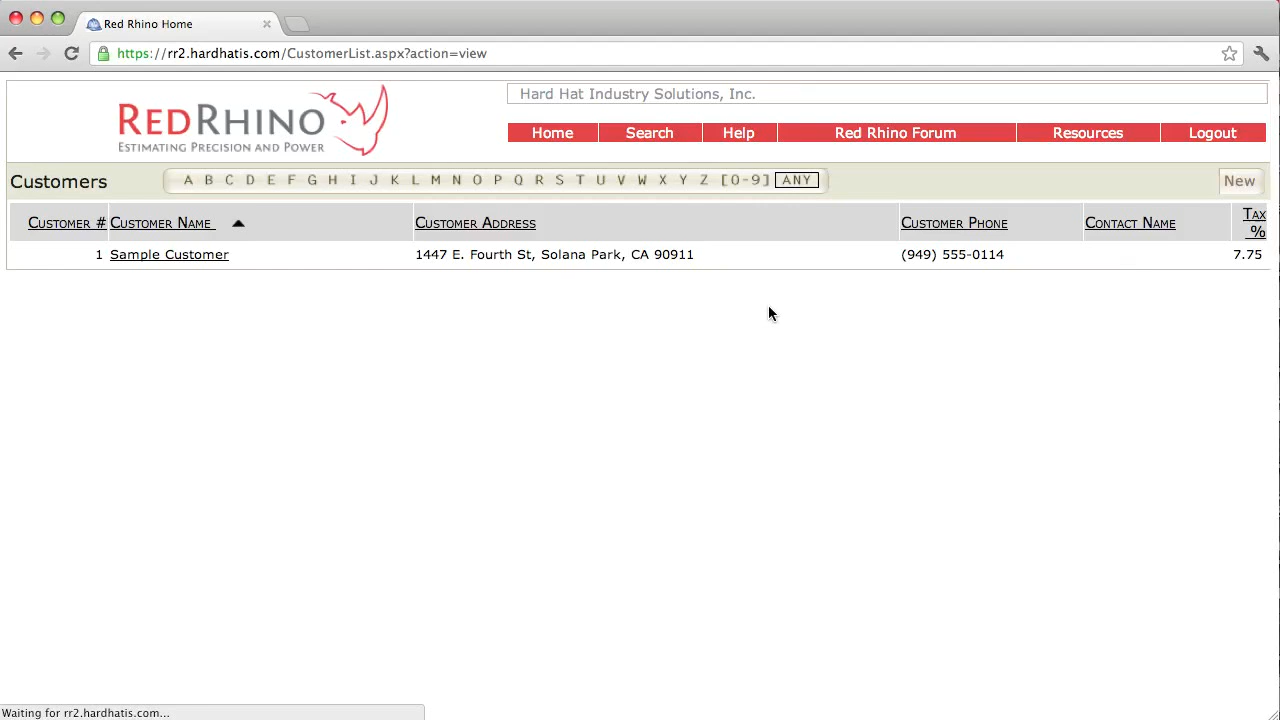 Red Rhino Home
https://rr2.hardhatis.com/CustomerList.aspx?action=view
REDRHINO
ESTIMATING PRECISION AND POWER
Hard Hat Industry Solutions, Inc.
Home Search Help Red Rhino Forum Resources Logout
Customers A B C D E F G H I J K L M N O P Q R S T U V W X Y Z [0-9] ANY New
CUSTOMER # CUSTOMER NAME CUSTOMER ADDRESS CUSTOMER PHONE CONTACT NAME TAX %
1 Sample Customer 1447 E. Fourth St, Solana Park, CA 90911 (949) 555-0114 7.75
Waiting for rr2.hardhatis.com...